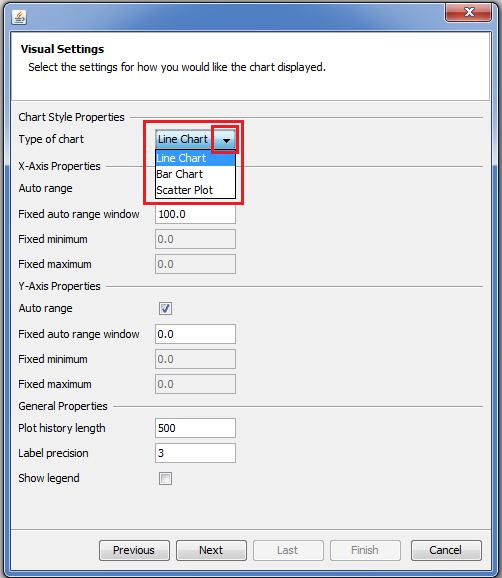 Visual Settings
Select the settings for how you would like the chart displayed.
Chart Style Properties
Type of chart Line Chart
Line Chart
Bar Chart
Scatter Plot
X-Axis Properties
Auto range
Fixed auto range window 100.0
Fixed minimum 0.0
Fixed maximum 0.0
Y-Axis Properties
Auto range
Fixed auto range window 0.0
Fixed minimum 0.0
Fixed maximum 0.0
General Properties
Plot history length 500
Label precision 3
Show legend
Previous Next Last Finish Cancel